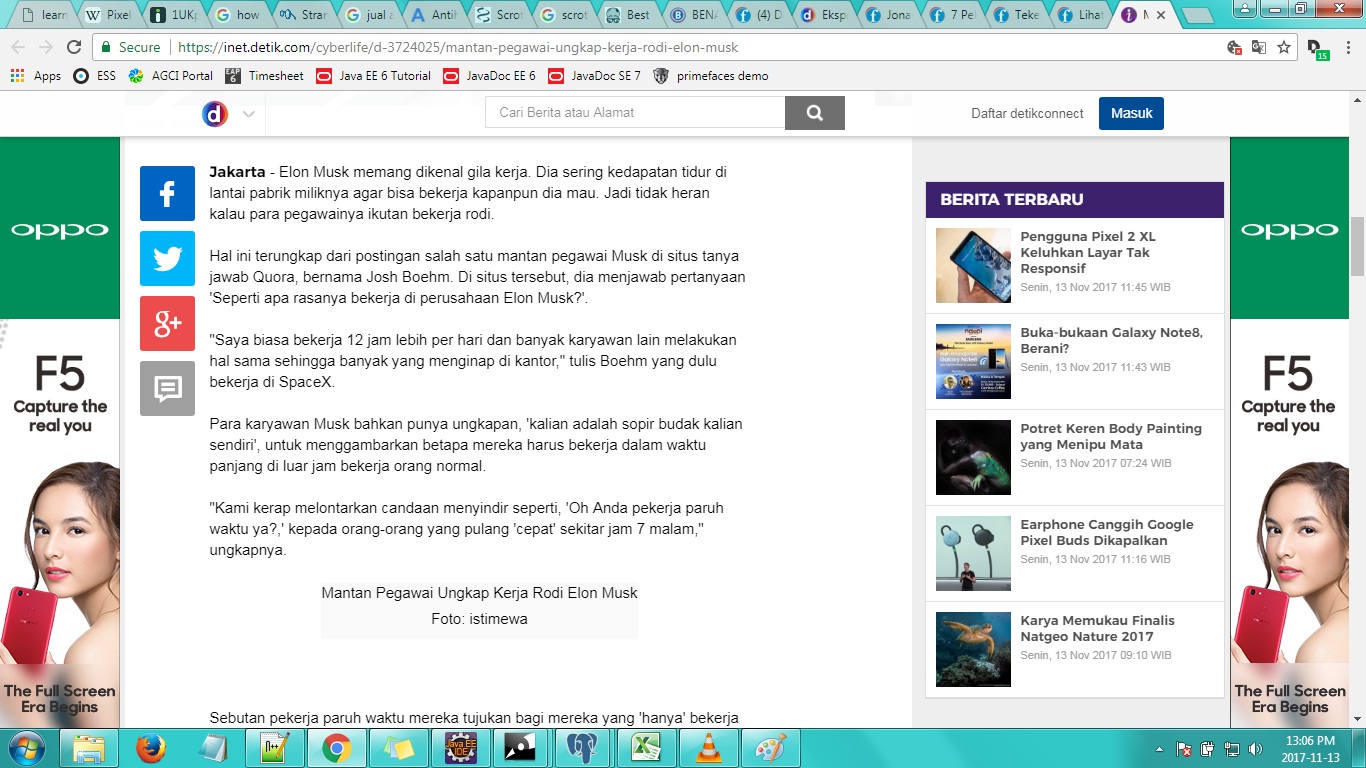 learn
Pixel
1UKp
how
Stran
jual a
Antih
Scrot
scrot
Best
BENA
(4) D
Eksp
Jona
7 Pel
Teke
Lihat
M
Secure
https://inet.detik.com/cyberlife/d-3724025/mantan-pegawai-ungkap-kerja-rodi-elon-musk
15
Apps
ESS
AGCI Portal
EAP 6
Timesheet
Java EE 6 Tutorial
JavaDoc EE 6
JavaDoc SE 7
primefaces demo
d
Cari Berita atau Alamat
Daftar detikconnect
Masuk
oppo
F5
Capture the
real you
The Full Screen
Era Begins
Jakarta - Elon Musk memang dikenal gila kerja. Dia sering kedapatan tidur di
lantai pabrik miliknya agar bisa bekerja kapanpun dia mau. Jadi tidak heran
kalau para pegawainya ikutan bekerja rodi.
Hal ini terungkap dari postingan salah satu mantan pegawai Musk di situs tanya
jawab Quora, bernama Josh Boehm. Di situs tersebut, dia menjawab pertanyaan
'Seperti apa rasanya bekerja di perusahaan Elon Musk?'.
"Saya biasa bekerja 12 jam lebih per hari dan banyak karyawan lain melakukan
hal sama, hingga banyak yang menginap di kantor," tulis Boehm yang dulu
bekerja di SpaceX.
Para karyawan Musk bahkan punya ungkapan, 'kalian adalah sopir budak kalian
sendiri', untuk menggambarkan betapa mereka harus bekerja dalam waktu
panjang di luar jam bekerja orang normal.
"Kami kerap melontarkan candaan menyindir seperti, 'Oh Anda pekerja paruh
waktu ya?,' kepada orang-orang yang pulang 'cepat' sekitar jam 7 malam,"
ungkapnya.
Mantan Pegawai Ungkap Kerja Rodi Elon Musk
Foto: istimewa
Sebutan pekerja paruh waktu mereka tujukan bagi mereka yang 'hanya' bekerja
BERITA TERBARU
Pengguna Pixel 2 XL
Keluhkan Layar Tak
Responsif
Senin, 13 Nov 2017 11:45 WIB
Buka-bukaan Galaxy Note8,
Berani?
Senin, 13 Nov 2017 11:43 WIB
Potret Keren Body Painting
yang Menipu Mata
Senin, 13 Nov 2017 07:24 WIB
Earphone Canggih Google
Pixel Buds Dikapalkan
Senin, 13 Nov 2017 11:16 WIB
Karya Memukau Finalis
Natgeo Nature 2017
Senin, 13 Nov 2017 09:10 WIB
oppo
F5
Capture the
real you
The Full Screen
Era Begins
Java EE
IDE
13:06 PM
2017-11-13